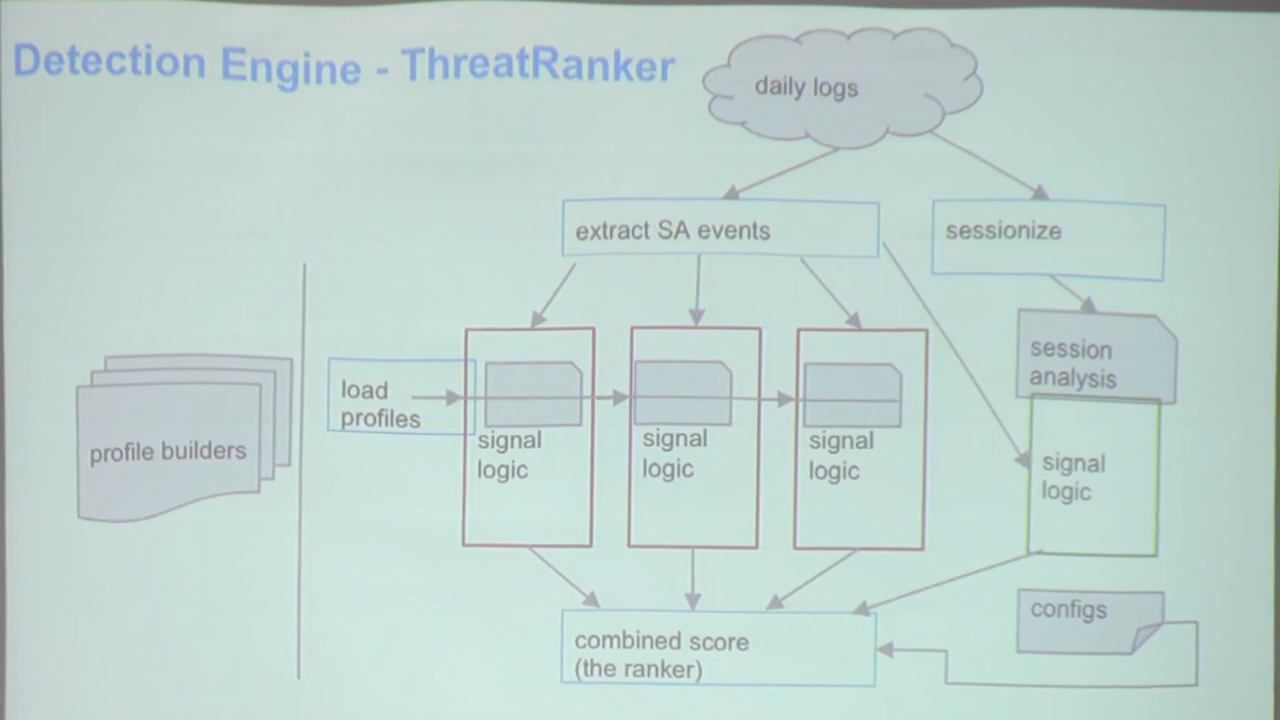 Detection Engine - ThreatRanker
daily logs
extract SA events
sessionize
session
analysis
load
profiles
profile builders
signal
logic
signal
logic
signal
logic
signal
logic
configs
combined score
(the ranker)